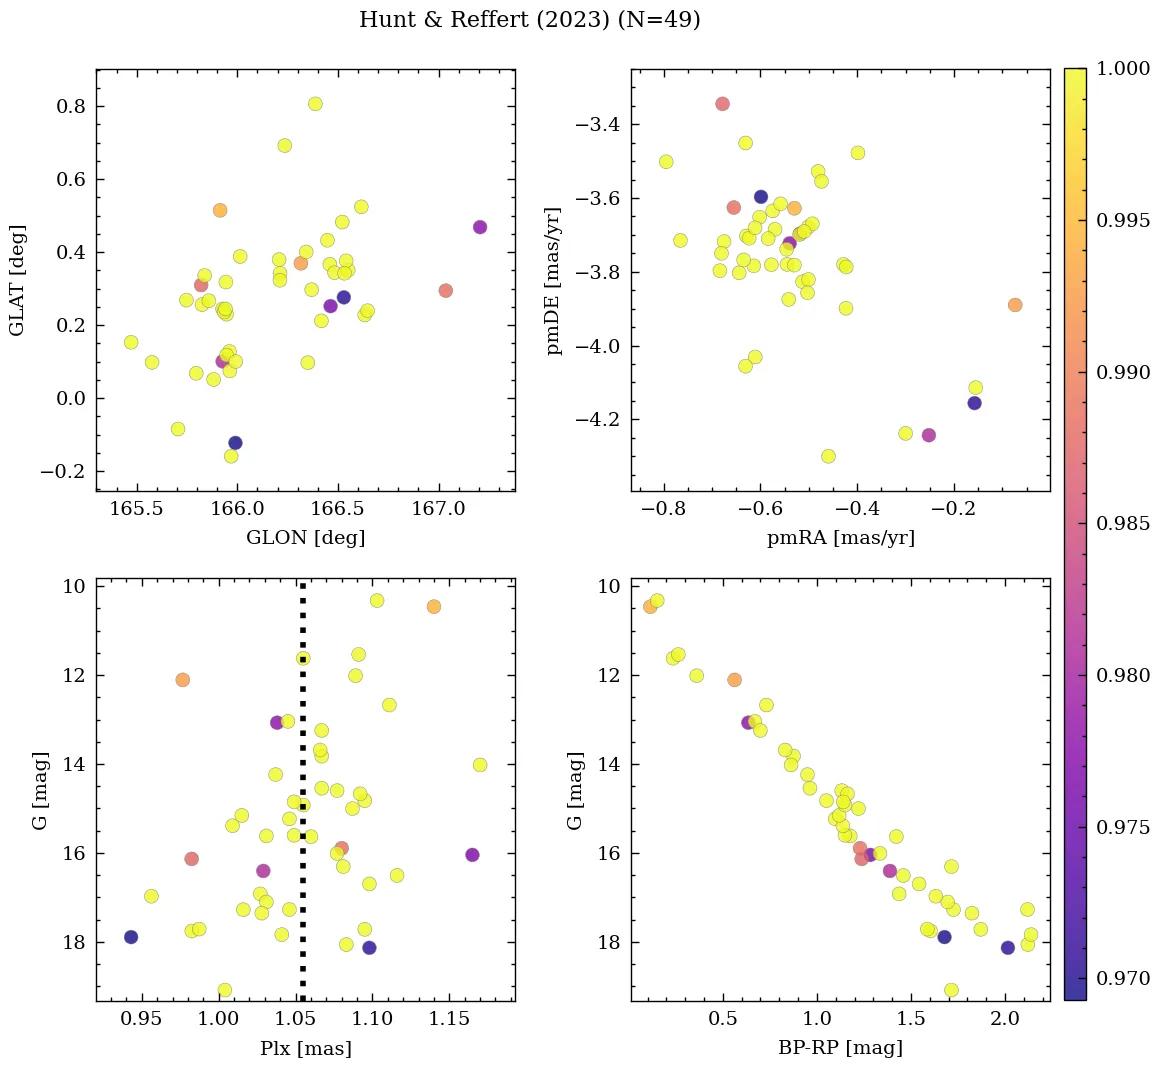 Hunt & Reffert (2023) (N=49)
0.8
0.6
0.4
0.2
0.0
−0.2
GLAT [deg]
165.5 166.0 166.5 167.0
GLON [deg]
−3.4
−3.6
−3.8
−4.0
−4.2
pmDE [mas/yr]
−0.8 −0.6 −0.4 −0.2
pmRA [mas/yr]
10
12
14
16
18
G [mag]
0.95 1.00 1.05 1.10 1.15
Plx [mas]
10
12
14
16
18
G [mag]
0.5 1.0 1.5 2.0
BP-RP [mag]
1.000
0.995
0.990
0.985
0.980
0.975
0.970